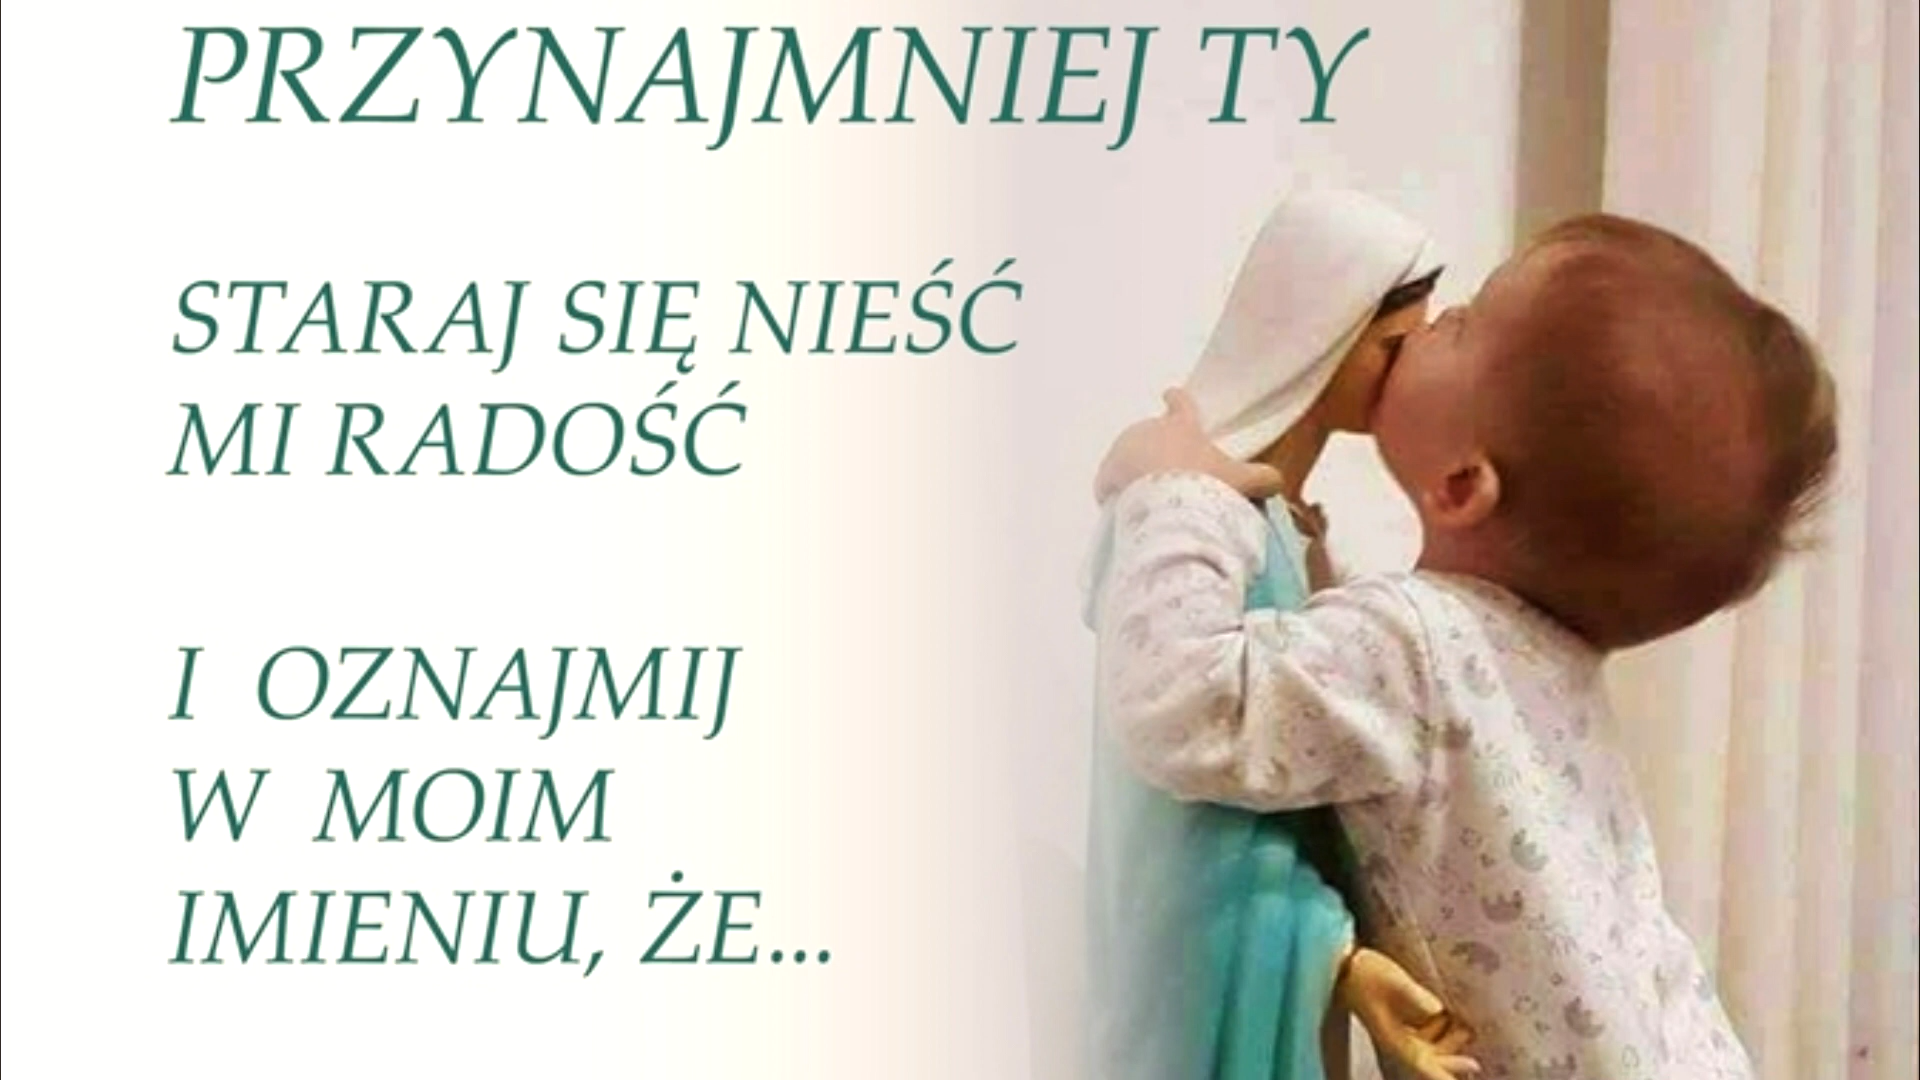 PRZYNAJMNIEJ TY
STARAJ SIĘ NIEŚĆ
MI RADOŚĆ
I OZNAJMIJ
W MOIM
IMIENIU, ŻE...